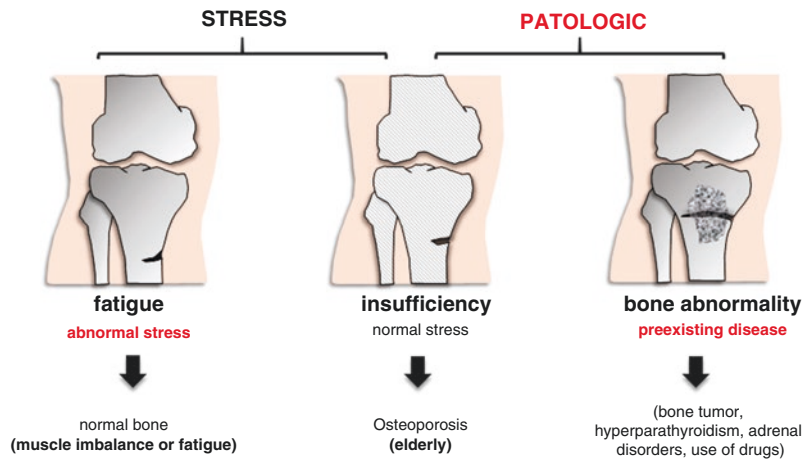 STRESS
PATOLOGIC
fatigue
abnormal stress
normal bone
(muscle imbalance or fatigue)
insufficiency
normal stress
Osteoporosis
(elderly)
bone abnormality
preexisting disease
(bone tumor,
hyperparathyroidism, adrenal
disorders, use of drugs)